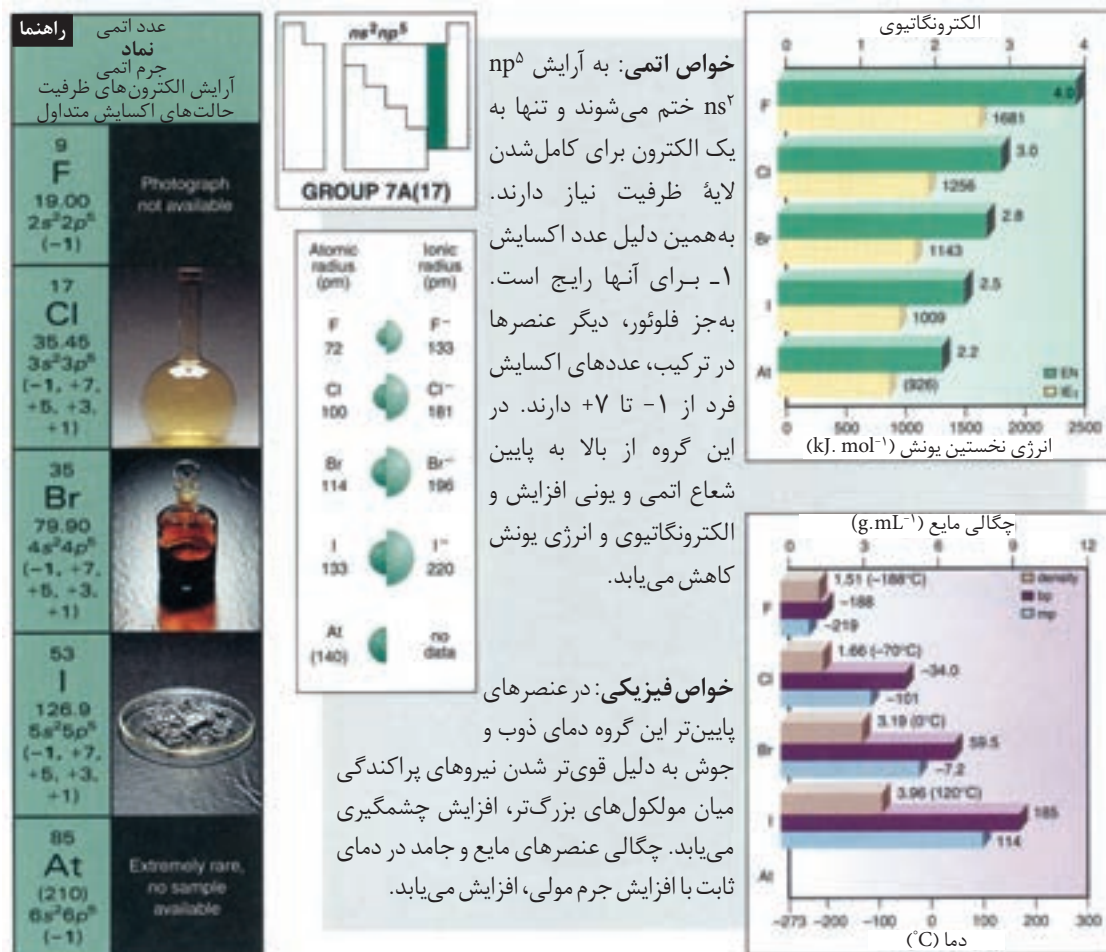 راهنما
عدد اتمی
نماد
جرم اتمی
آرایش الکترون‌های ظرفیت
حالت‌های اکسایش متداول
9
F
19.00
2s²2p⁵
(−1)
Photograph
not available
17
Cl
35.45
3s²3p⁵
(−1, +7,
+5, +3,
+1)
35
Br
79.90
4s²4p⁵
(−1, +7,
+5, +3,
+1)
53
I
126.9
5s²5p⁵
(−1, +7,
+5, +3,
+1)
85
At
(210)
6s²6p⁵
(−1)
Extremely rare,
no sample
available
ns²np⁵
GROUP 7A(17)
Atomic radius (pm)
Ionic radius (pm)
F F⁻
72 133
Cl Cl⁻
100 181
Br Br⁻
114 196
I I⁻
133 220
At no
(140) data
خواص اتمی: به آرایش np⁵
ns² ختم می‌شوند و تنها به
یک الکترون برای کامل‌شدن
لایهٔ ظرفیت نیاز دارند.
به‌همین دلیل عدد اکسایش
۱ـ بـرای آنـها رایـج است.
به‌جز فلوئور، دیگر عنصرها
در ترکیب، عددهای اکسایش
فرد از ۱− تا ۷+ دارند. در
این گروه از بالا به پایین
شعاع اتمی و یونی افزایش و
الکترونگاتیوی و انرژی یونش
کاهش می‌یابد.
خواص فیزیکی: در عنصرهای
پایین‌تر این گروه دمای ذوب و
جوش به دلیل قوی‌تر شدن نیروهای پراکندگی
میان مولکول‌های بزرگ‌تر، افزایش چشمگیری
می‌یابد. چگالی عنصرهای مایع و جامد در دمای
ثابت با افزایش جرم مولی، افزایش می‌یابد.
الکترونگاتیوی
0 1 2 3 4
F
4.0
1681
Cl
3.0
1256
Br
2.8
1143
I
2.5
1009
At
2.2
(926)
EN
IE₁
0 500 1000 1500 2000 2500
انرژی نخستین یونش (kJ. mol⁻¹)
چگالی مایع (g.mL⁻¹)
0 3 6 9 12
F
1.51 (−188°C)
−188
−219
Cl
1.66 (−70°C)
−34.0
−101
Br
3.19 (0°C)
59.5
−7.2
I
3.96 (120°C)
185
114
At
density
bp
mp
−273 −200 −100 0 100 200 300
دما (°C)